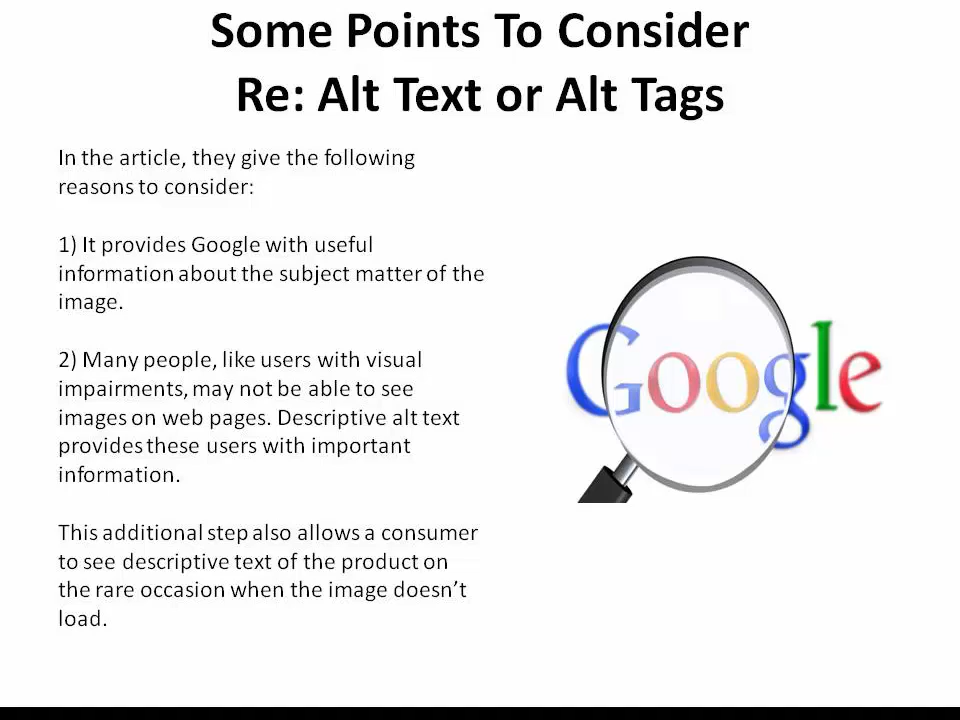 Some Points To Consider
Re: Alt Text or Alt Tags
In the article, they give the following
reasons to consider:
1) It provides Google with useful
information about the subject matter of the
image.
2) Many people, like users with visual
impairments, may not be able to see
images on web pages. Descriptive alt text
provides these users with important
information.
This additional step also allows a consumer
to see descriptive text of the product on
the rare occasion when the image doesn’t
load.
Google